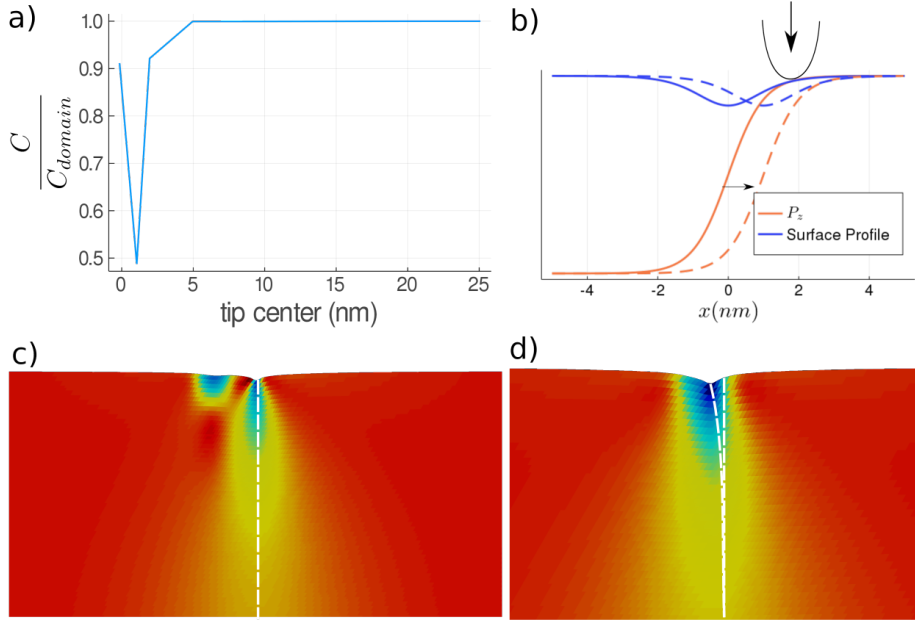 a)
1.0
0.9
0.8
0.7
0.6
0.5
C
C_domain
0
5
10
15
20
25
tip center (nm)
b)
P_z
Surface Profile
-4
-2
0
2
4
x(nm)
c)
d)